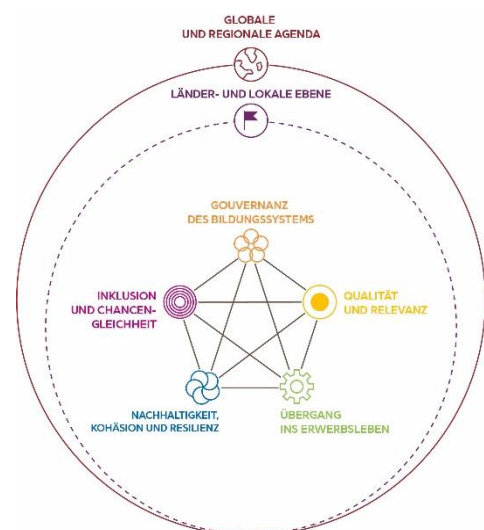 GLOBALE
UND REGIONALE AGENDA
LÄNDER- UND LOKALE EBENE
GOUVERNANZ
DES BILDUNGSSYSTEMS
INKLUSION
UND CHANCEN-
GLEICHHEIT
QUALITÄT
UND RELEVANZ
NACHHALTIGKEIT,
KOHÄSION UND RESILIENZ
ÜBERGANG
INS ERWERBSLEBEN